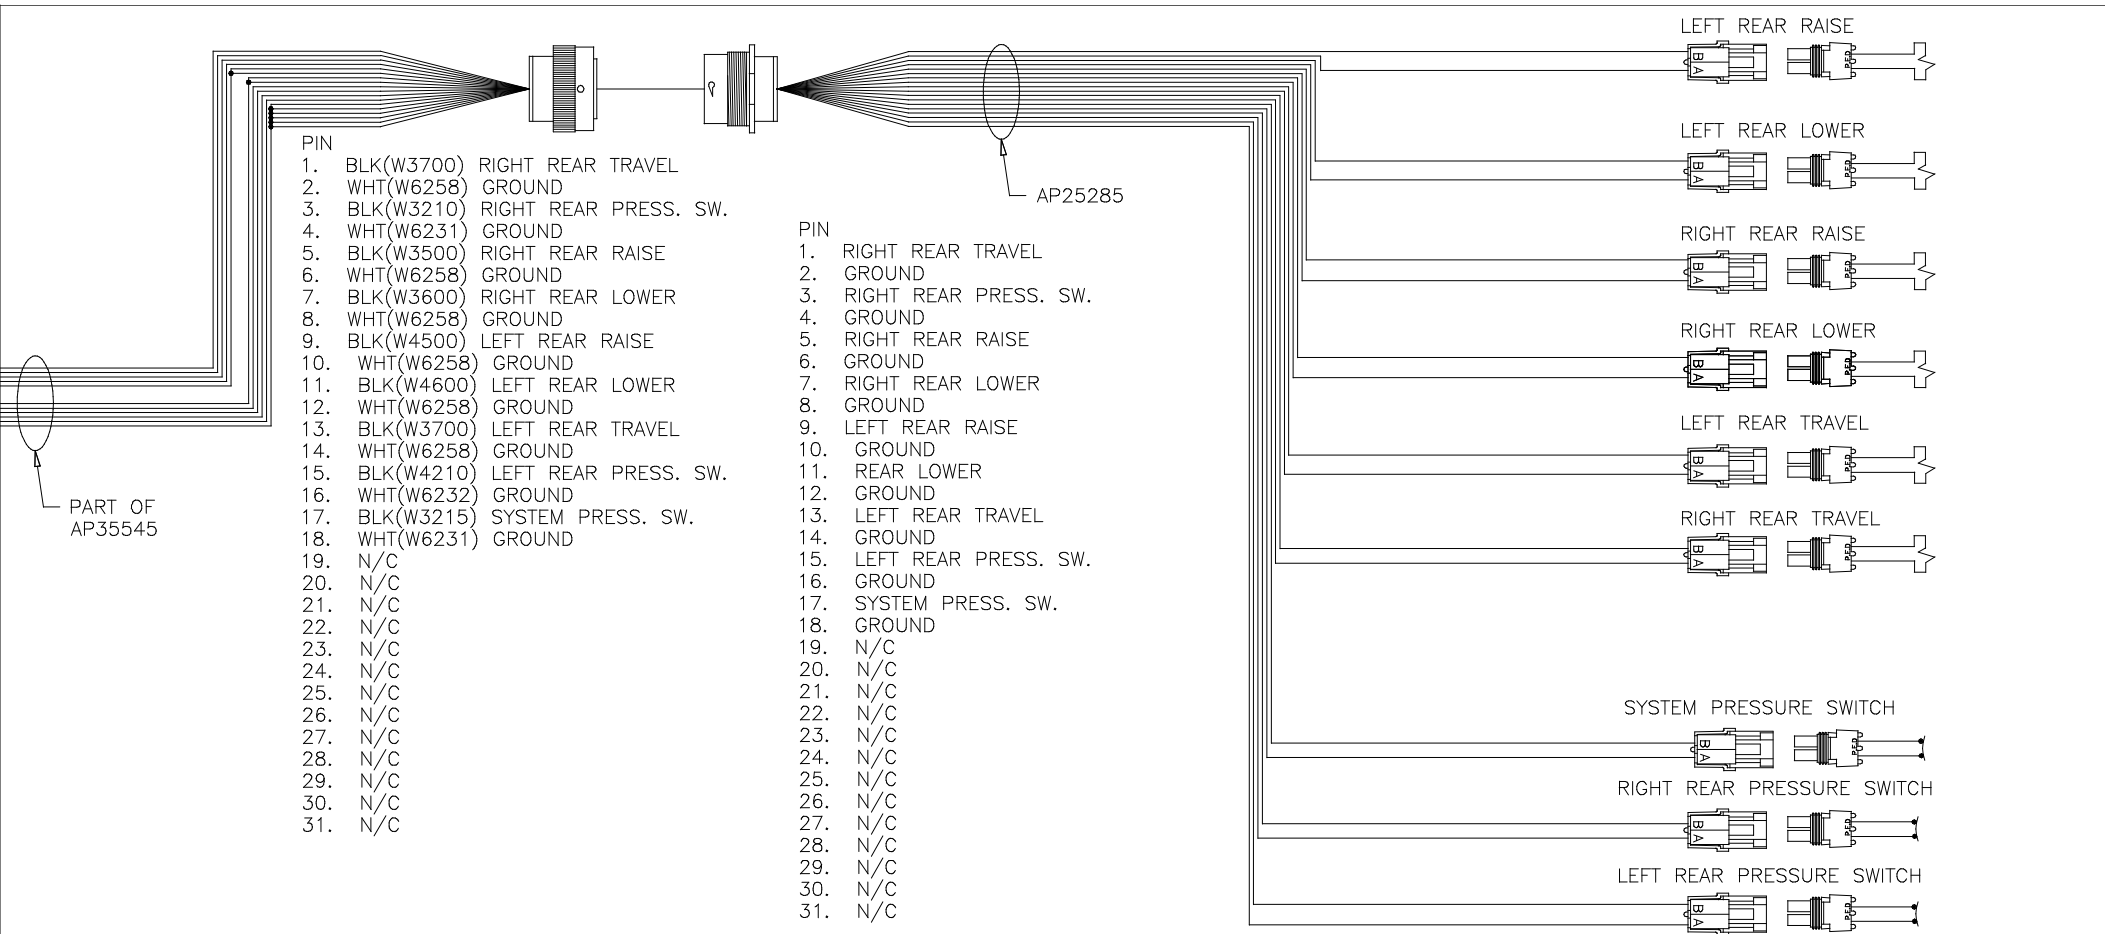 PIN
1. BLK(W3700) RIGHT REAR TRAVEL
2. WHT(W6258) GROUND
3. BLK(W3210) RIGHT REAR PRESS. SW.
4. WHT(W6231) GROUND
5. BLK(W3500) RIGHT REAR RAISE
6. WHT(W6258) GROUND
7. BLK(W3600) RIGHT REAR LOWER
8. WHT(W6258) GROUND
9. BLK(W4500) LEFT REAR RAISE
10. WHT(W6258) GROUND
11. BLK(W4600) LEFT REAR LOWER
12. WHT(W6258) GROUND
13. BLK(W3700) LEFT REAR TRAVEL
14. WHT(W6258) GROUND
15. BLK(W4210) LEFT REAR PRESS. SW.
16. WHT(W6232) GROUND
17. BLK(W3215) SYSTEM PRESS. SW.
18. WHT(W6231) GROUND
19. N/C
20. N/C
21. N/C
22. N/C
23. N/C
24. N/C
25. N/C
26. N/C
27. N/C
28. N/C
29. N/C
30. N/C
31. N/C
PART OF
AP35545
AP25285
PIN
1. RIGHT REAR TRAVEL
2. GROUND
3. RIGHT REAR PRESS. SW.
4. GROUND
5. RIGHT REAR RAISE
6. GROUND
7. RIGHT REAR LOWER
8. GROUND
9. LEFT REAR RAISE
10. GROUND
11. REAR LOWER
12. GROUND
13. LEFT REAR TRAVEL
14. GROUND
15. LEFT REAR PRESS. SW.
16. GROUND
17. SYSTEM PRESS. SW.
18. GROUND
19. N/C
20. N/C
21. N/C
22. N/C
23. N/C
24. N/C
25. N/C
26. N/C
27. N/C
28. N/C
29. N/C
30. N/C
31. N/C
LEFT REAR RAISE
B
A
P.E.D
LEFT REAR LOWER
B
A
P.E.D
RIGHT REAR RAISE
B
A
P.E.D
RIGHT REAR LOWER
B
A
P.E.D
LEFT REAR TRAVEL
B
A
P.E.D
RIGHT REAR TRAVEL
B
A
P.E.D
SYSTEM PRESSURE SWITCH
B
A
P.E.D
RIGHT REAR PRESSURE SWITCH
B
A
P.E.D
LEFT REAR PRESSURE SWITCH
B
A
P.E.D